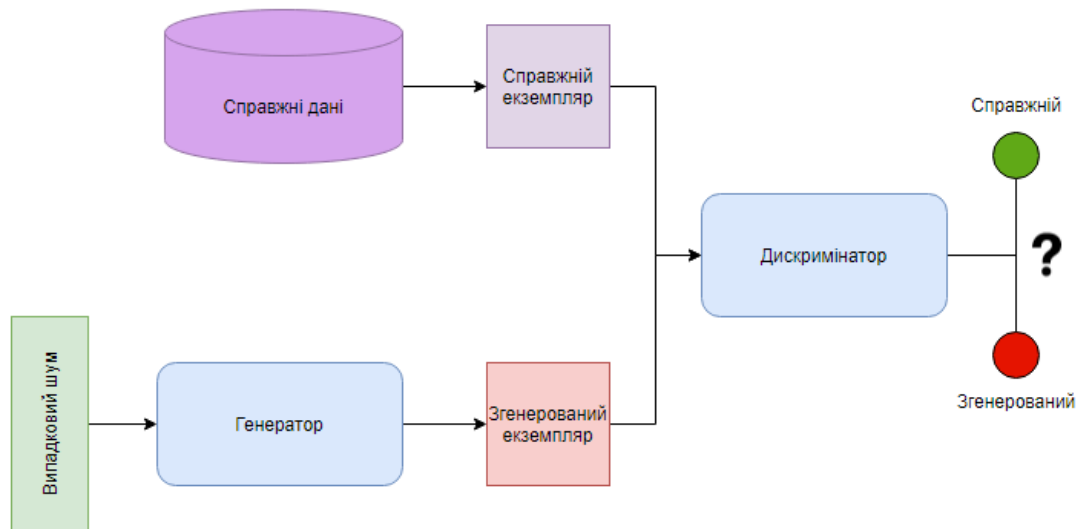 Справжні дані
Справжній
екземпляр
Справжній
Дискримінатор
?
Випадковий шум
Генератор
Згенерований
екземпляр
Згенерований